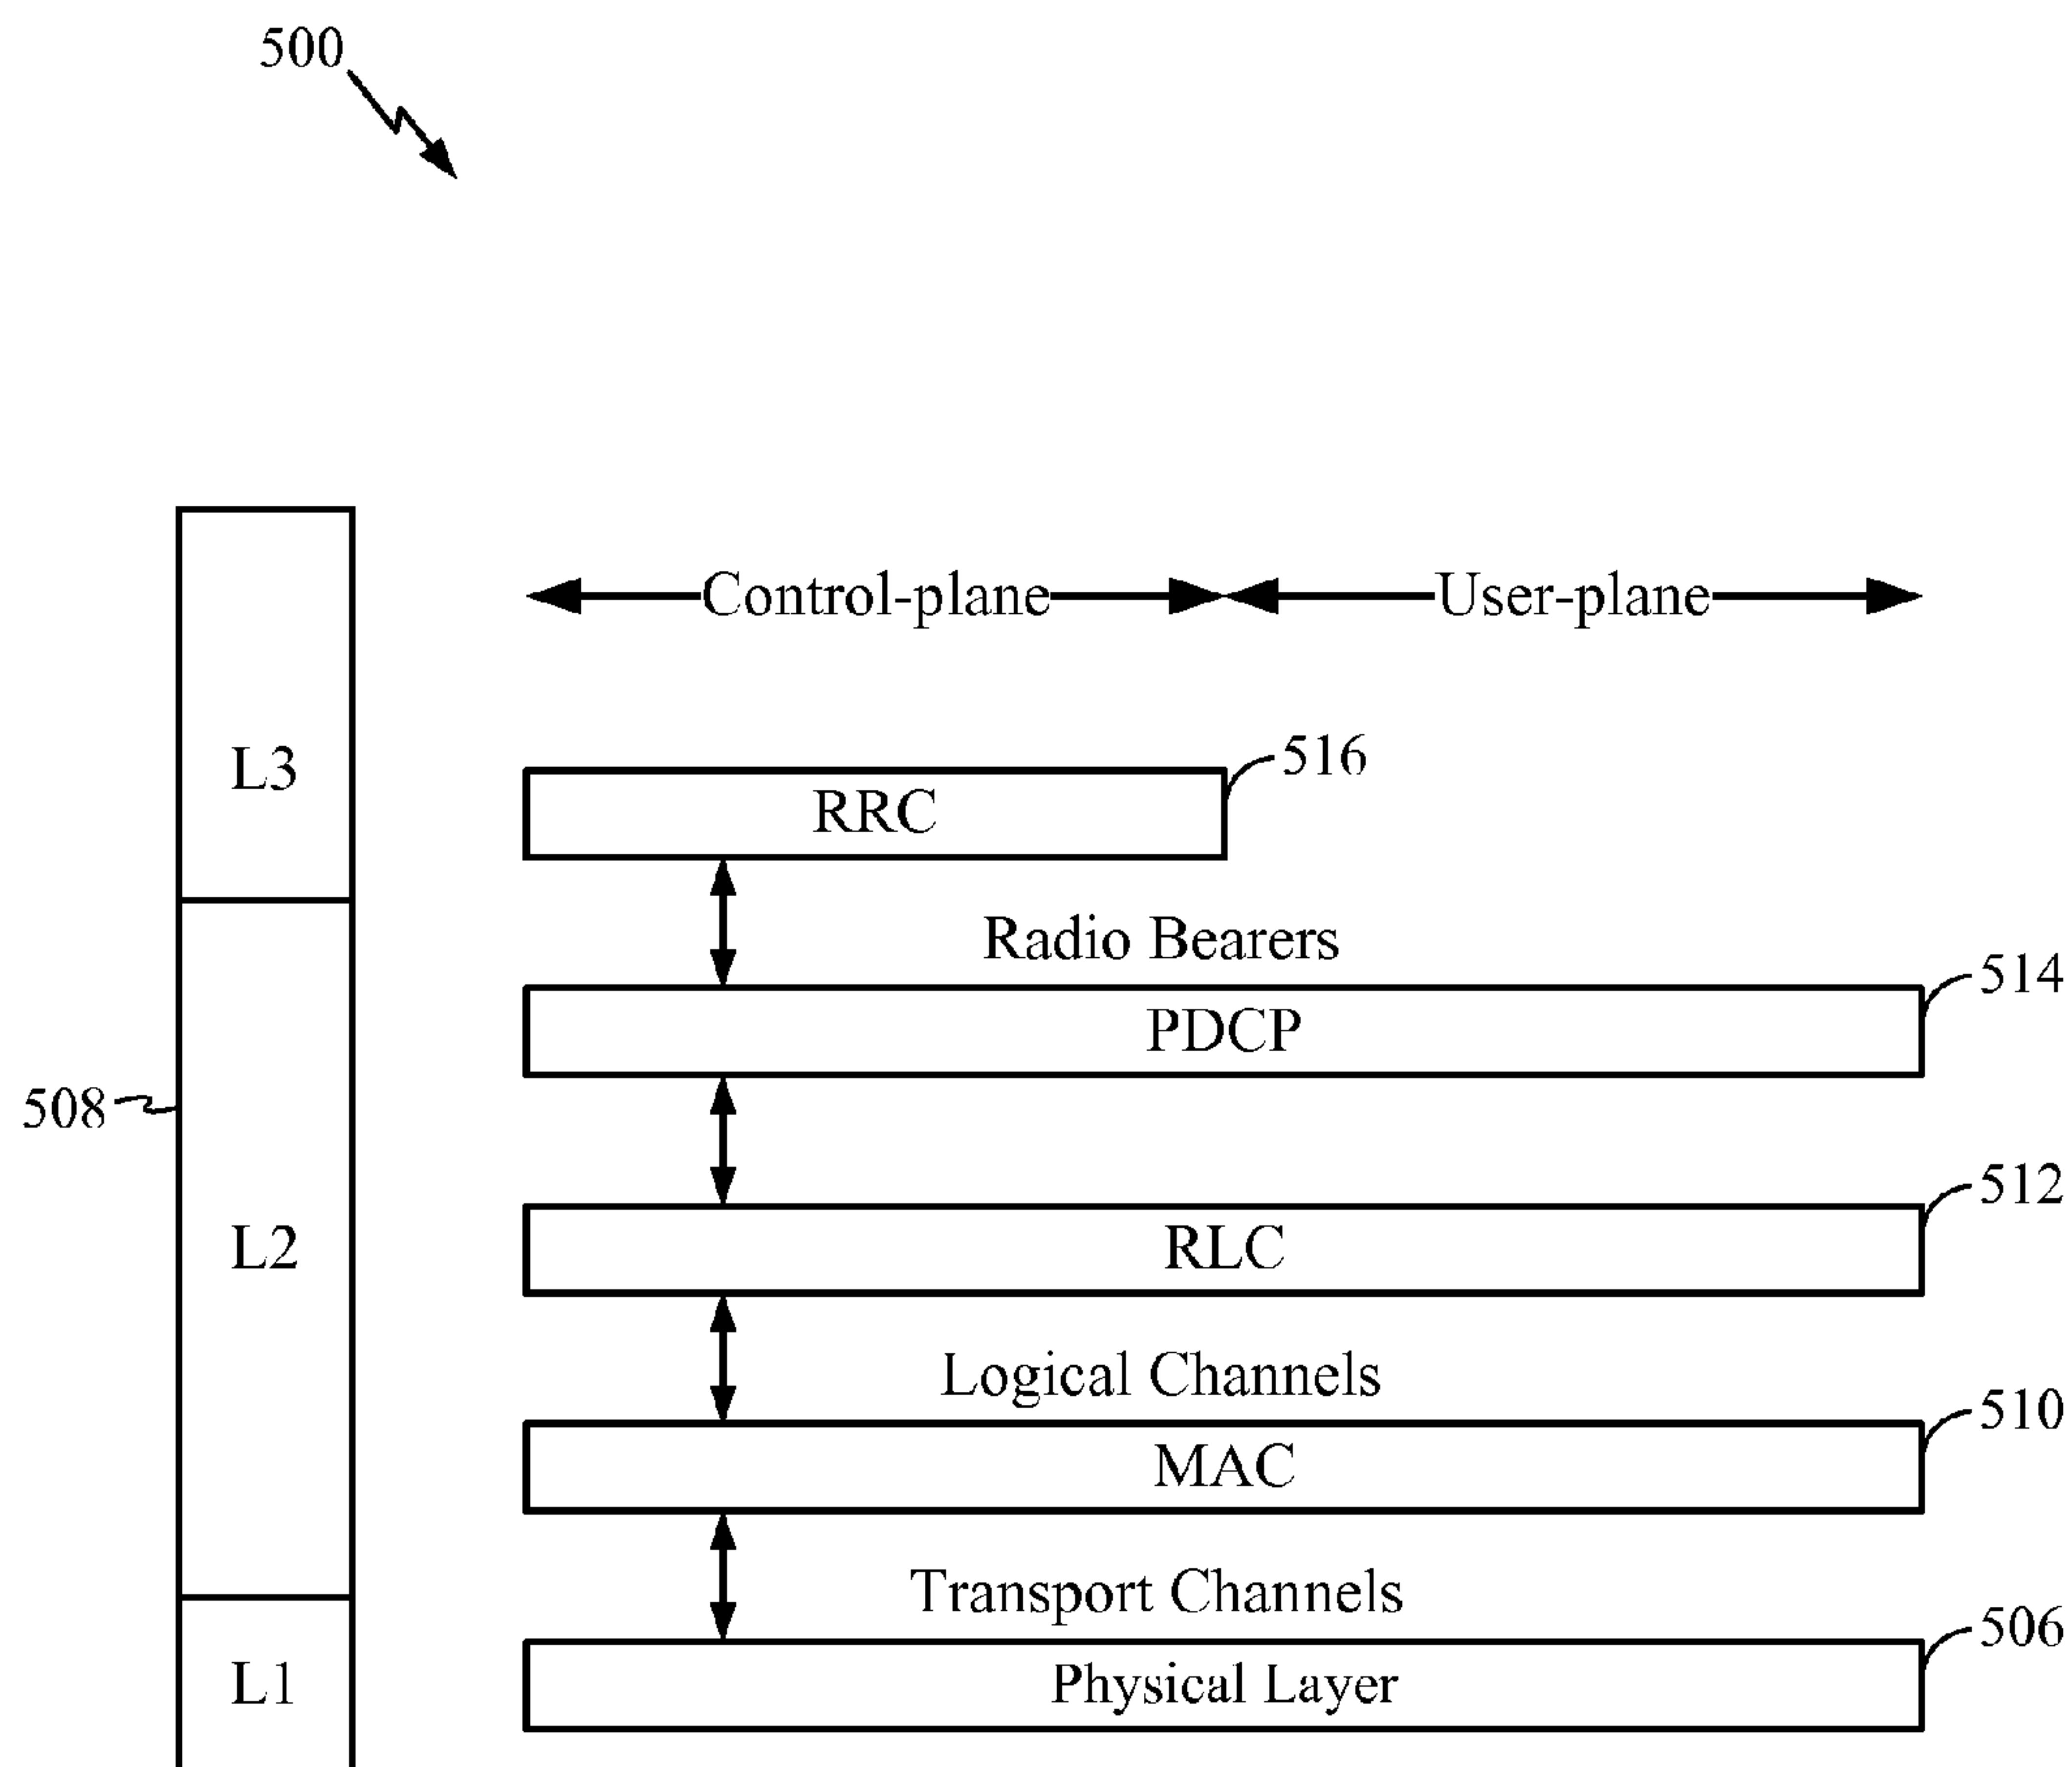 500
Control-plane User-plane
L3
516
RRC
Radio Bearers
514
PDCP
508
512
L2
RLC
Logical Channels
510
MAC
Transport Channels
506
L1
Physical Layer